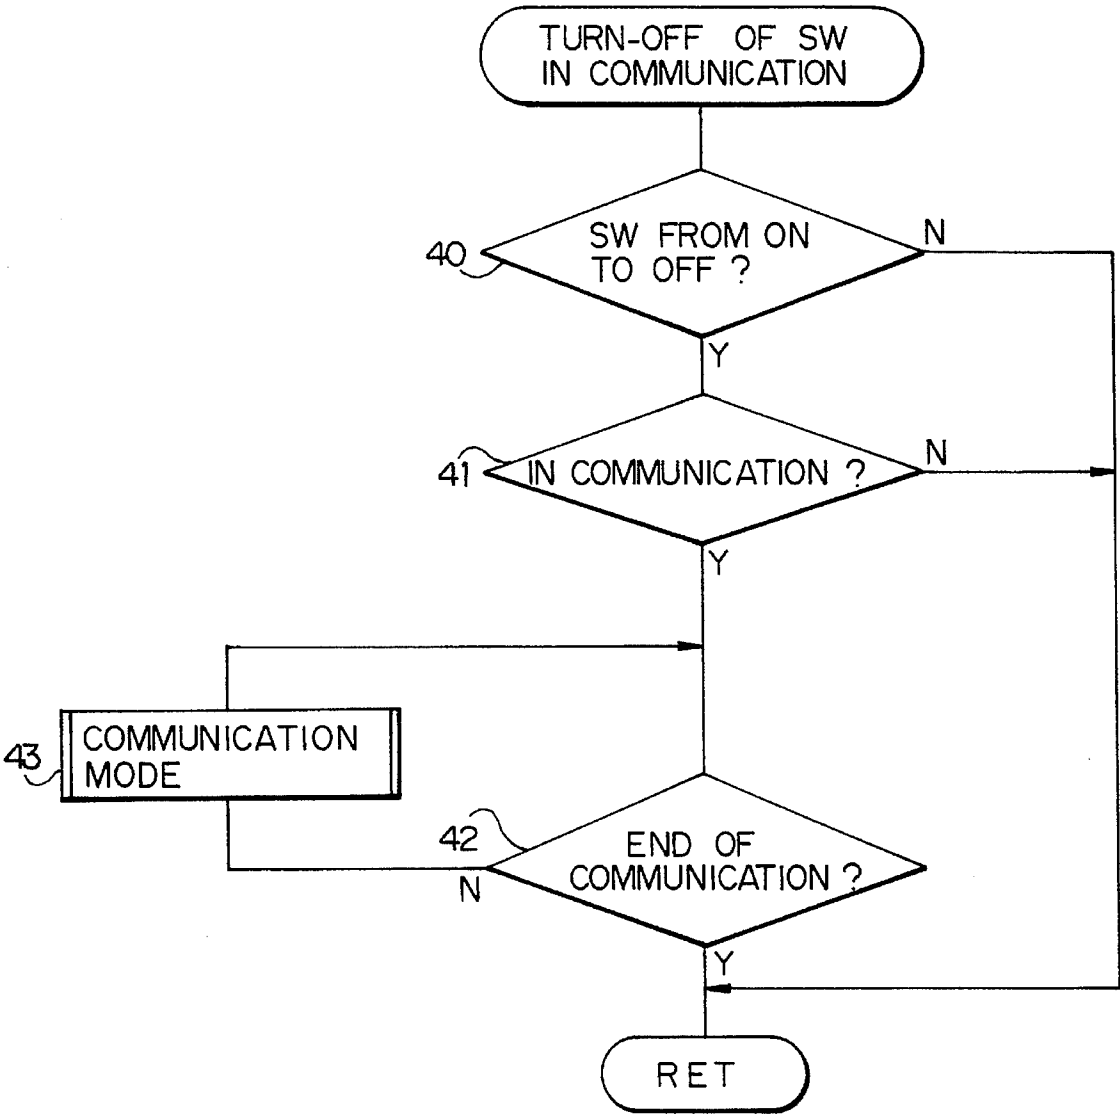 TURN-OFF OF SW
IN COMMUNICATION
SW FROM ON
TO OFF ?
N
40
Y
41
IN COMMUNICATION ?
N
Y
COMMUNICATION
MODE
43
42
END OF
COMMUNICATION ?
N
Y
RET